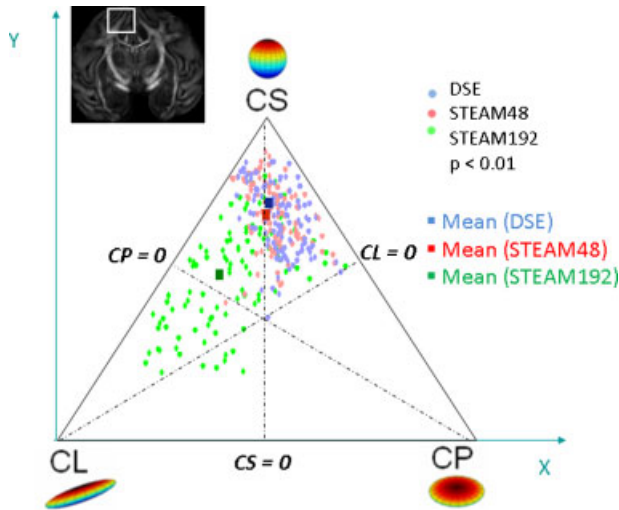 Y
CS
DSE
STEAM48
STEAM192
p < 0.01
Mean (DSE)
Mean (STEAM48)
Mean (STEAM192)
CP = 0
CL = 0
CL
CS = 0
CP
X